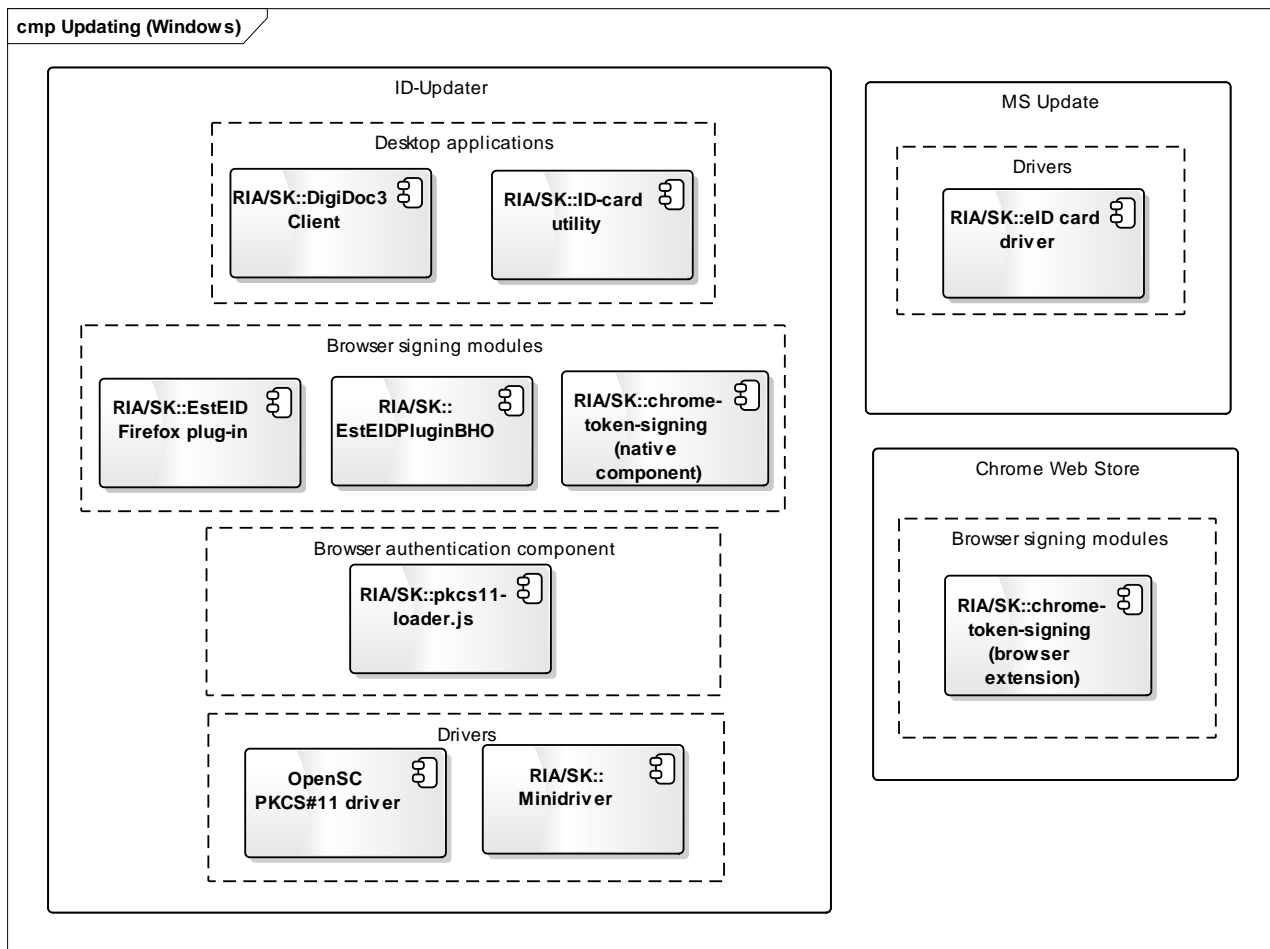 cmp Updating (Windows)
ID-Updater
Desktop applications
RIA/SK::DigiDoc3
Client
RIA/SK::ID-card
utility
Browser signing modules
RIA/SK::EstEID
Firefox plug-in
RIA/SK::
EstEIDPluginBHO
RIA/SK::chrome-
token-signing
(native
component)
Browser authentication component
RIA/SK::pkcs11-
loader.js
Drivers
OpenSC
PKCS#11 driver
RIA/SK::
Minidriver
MS Update
Drivers
RIA/SK::eID card
driver
Chrome Web Store
Browser signing modules
RIA/SK::chrome-
token-signing
(browser
extension)